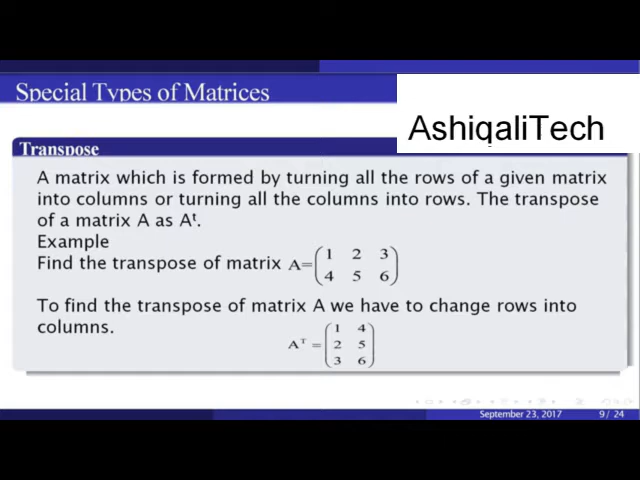 Special Types of Matrices
AshiqaliTech
Transpose
A matrix which is formed by turning all the rows of a given matrix
into columns or turning all the columns into rows. The transpose
of a matrix A as Aᵗ.
Example
Find the transpose of matrix A= (1 2 3
4 5 6)
To find the transpose of matrix A we have to change rows into
columns.
Aᵀ = (1 4
2 5
3 6)
September 23, 2017 9 / 24